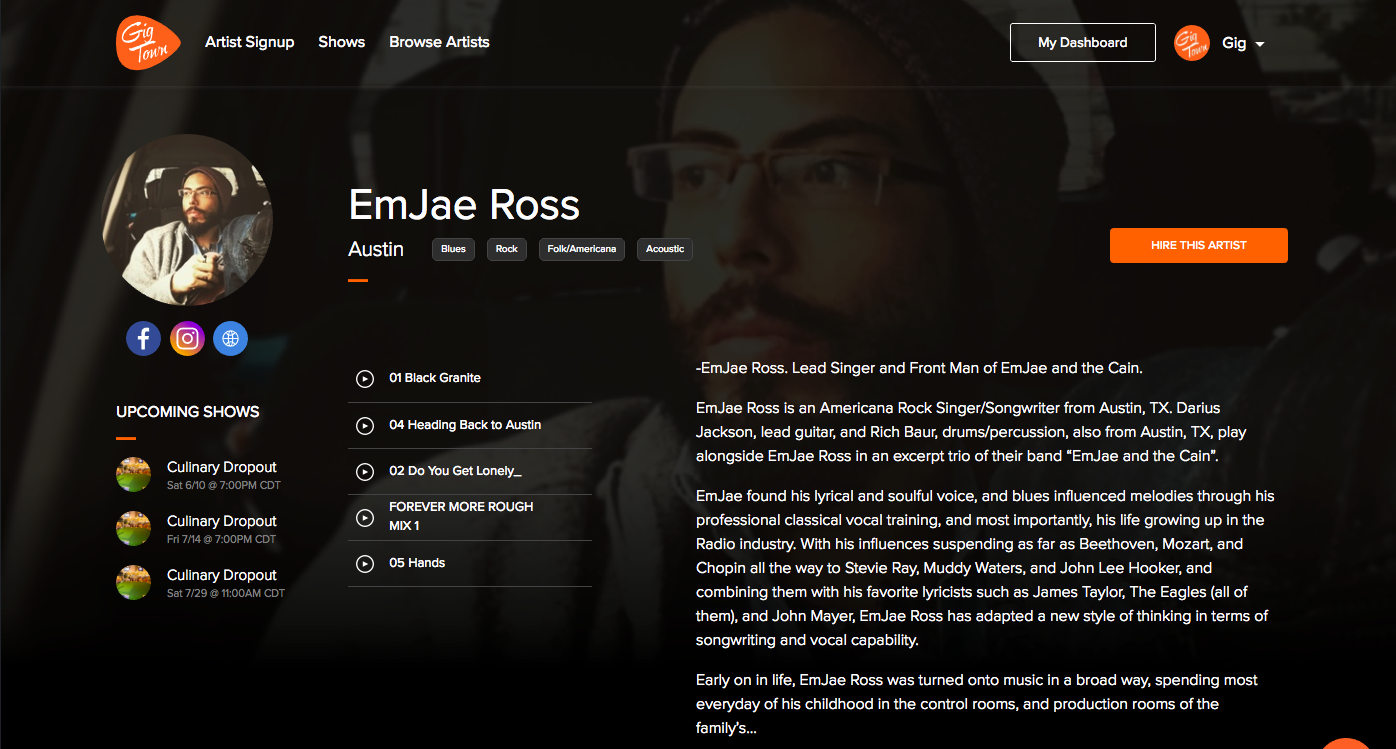 Gig
Town
Artist Signup
Shows
Browse Artists
My Dashboard
Gig
Town
Gig
EmJae Ross
Austin
Blues
Rock
Folk/Americana
Acoustic
HIRE THIS ARTIST
UPCOMING SHOWS
Culinary Dropout
Sat 6/10 @ 7:00PM CDT
Culinary Dropout
Fri 7/14 @ 7:00PM CDT
Culinary Dropout
Sat 7/29 @ 11:00AM CDT
01 Black Granite
04 Heading Back to Austin
02 Do You Get Lonely_
FOREVER MORE ROUGH
MIX 1
05 Hands
-EmJae Ross. Lead Singer and Front Man of EmJae and the Cain.
EmJae Ross is an Americana Rock Singer/Songwriter from Austin, TX. Darius
Jackson, lead guitar, and Rich Baur, drums/percussion, also from Austin, TX, play
alongside EmJae Ross in an excerpt trio of their band “EmJae and the Cain”.
EmJae found his lyrical and soulful voice, and blues influenced melodies through his
professional classical vocal training, and most importantly, his life growing up in the
Radio industry. With his influences suspending as far as Beethoven, Mozart, and
Chopin all the way to Stevie Ray, Muddy Waters, and John Lee Hooker, and
combining them with his favorite lyricists such as James Taylor, The Eagles (all of
them), and John Mayer, EmJae Ross has adapted a new style of thinking in terms of
songwriting and vocal capability.
Early on in life, EmJae Ross was turned onto music in a broad way, spending most
everyday of his childhood in the control rooms, and production rooms of the
family’s...